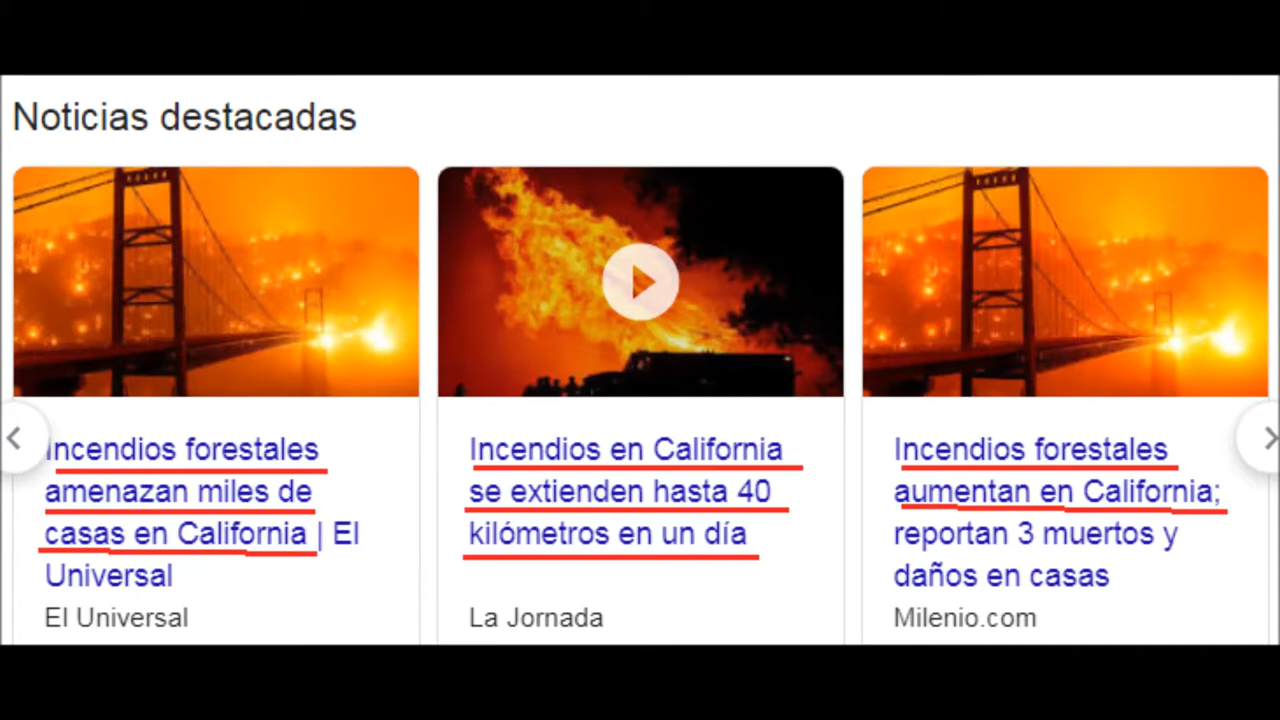 Noticias destacadas
Incendios forestales
amenazan miles de
casas en California | El
Universal
El Universal
Incendios en California
se extienden hasta 40
kilómetros en un día
La Jornada
Incendios forestales
aumentan en California;
reportan 3 muertos y
daños en casas
Milenio.com